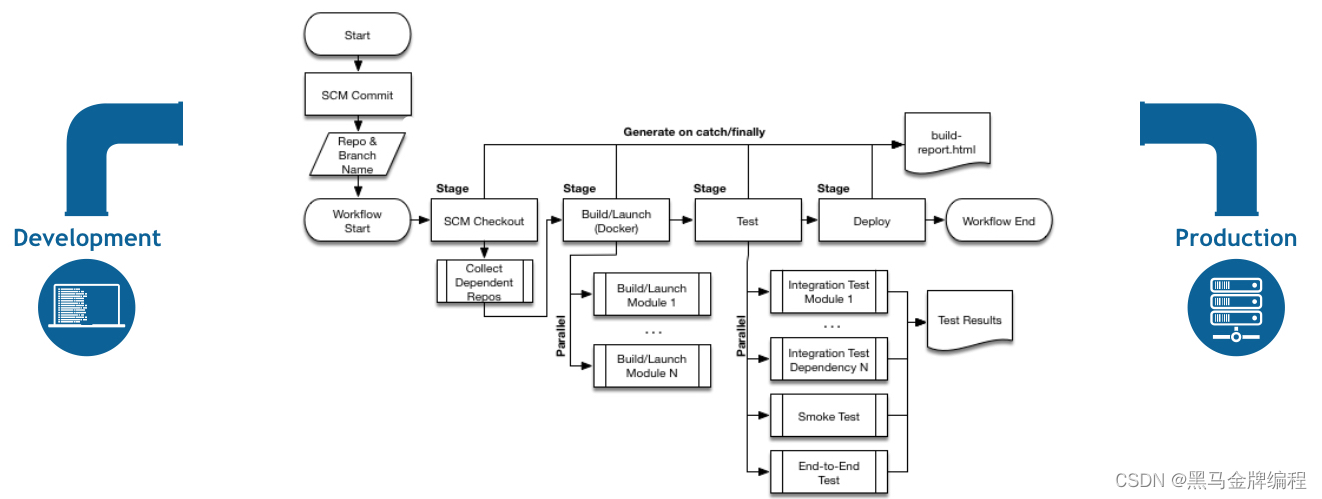 Start
SCM Commit
Repo &
Branch
Name
Workflow
Start
Generate on catch/finally
build-
report.html
Stage
SCM Checkout
Collect
Dependent
Repos
Stage
Build/Launch
(Docker)
Parallel
Build/Launch
Module 1
...
Build/Launch
Module N
Stage
Test
Parallel
Integration Test
Module 1
...
Integration Test
Dependency N
Smoke Test
End-to-End
Test
Test Results
Stage
Deploy
Workflow End
Development
Production
CSDN @黑马金牌编程